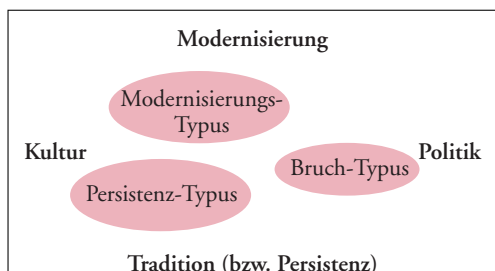 Modernisierung
Modernisierungs-
Typus
Kultur
Bruch-Typus
Politik
Persistenz-Typus
Tradition (bzw. Persistenz)